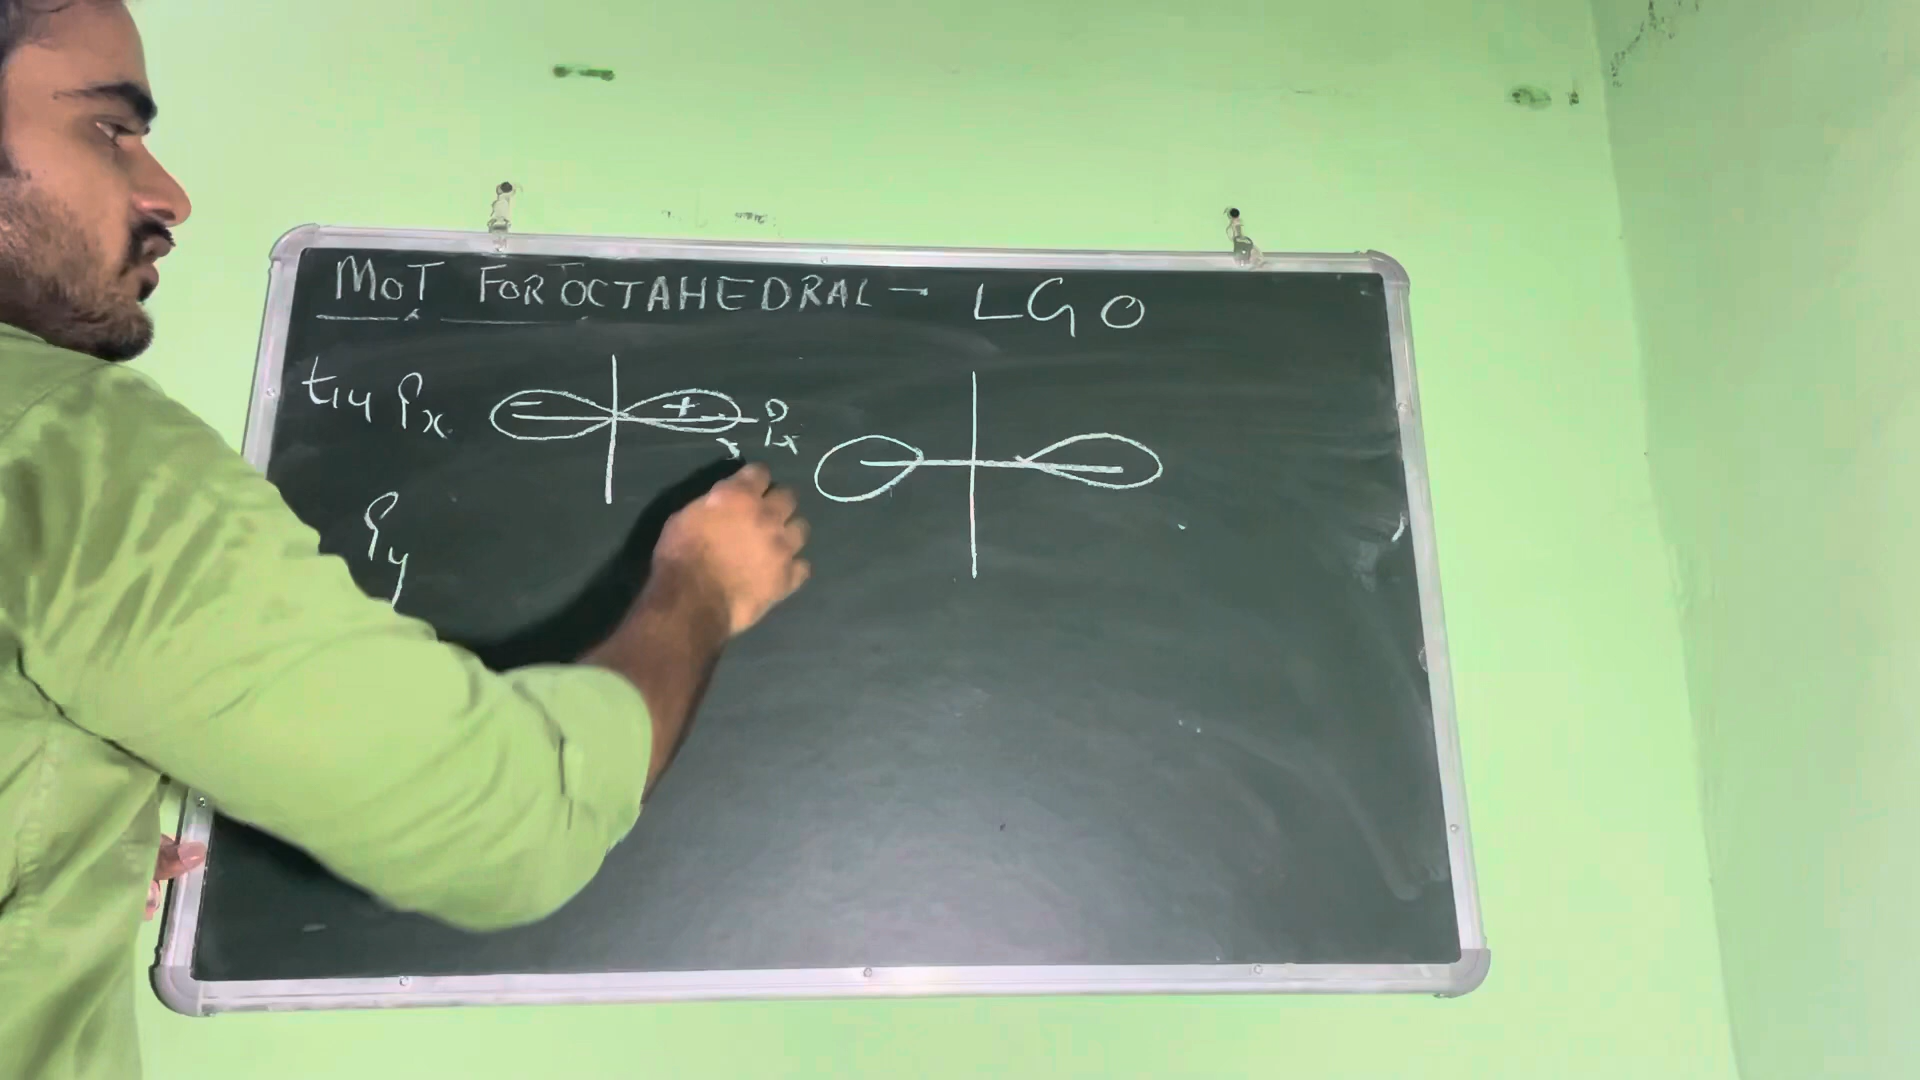 MOT FOR OCTAHEDRAL - LGO
t1u Px - + Px
Py